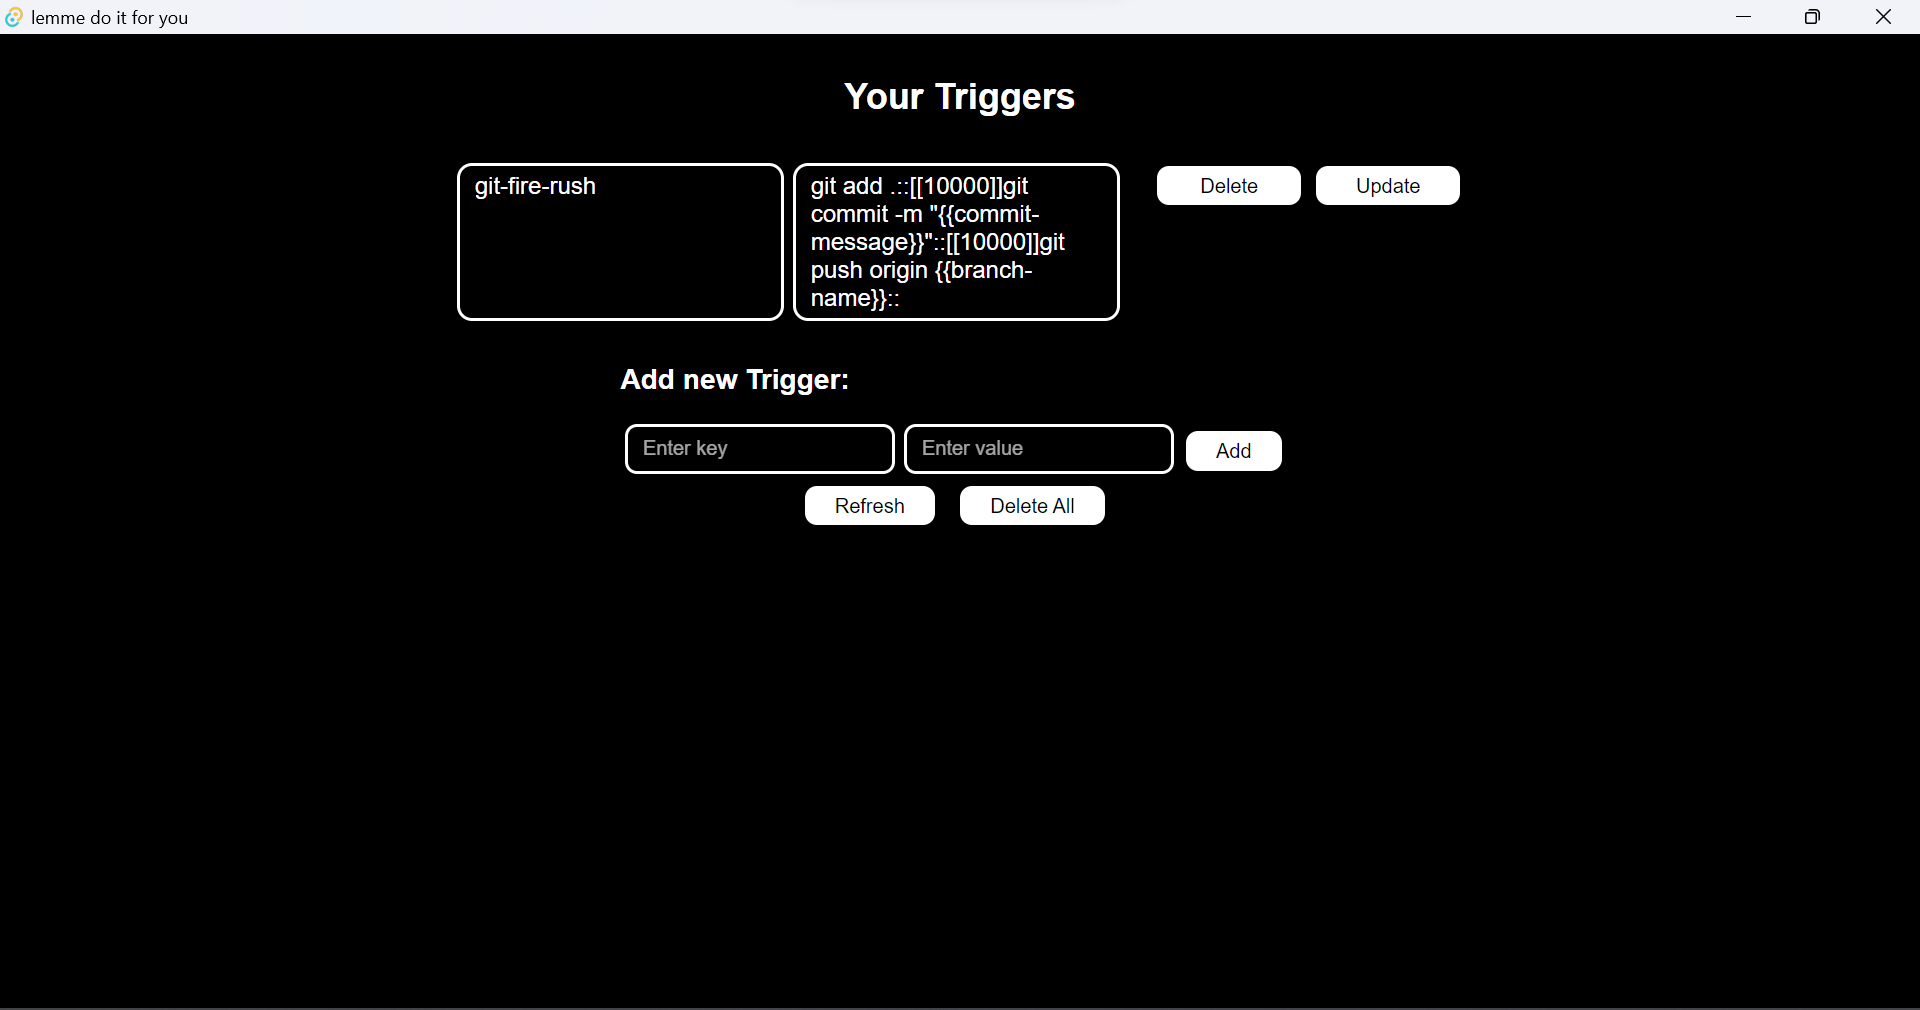 lemme do it for you
Your Triggers
git-fire-rush
git add .::[[10000]]git
commit -m "{{commit-
message}}"::[[10000]]git
push origin {{branch-
name}}::
Delete
Update
Add new Trigger:
Enter key
Enter value
Add
Refresh
Delete All